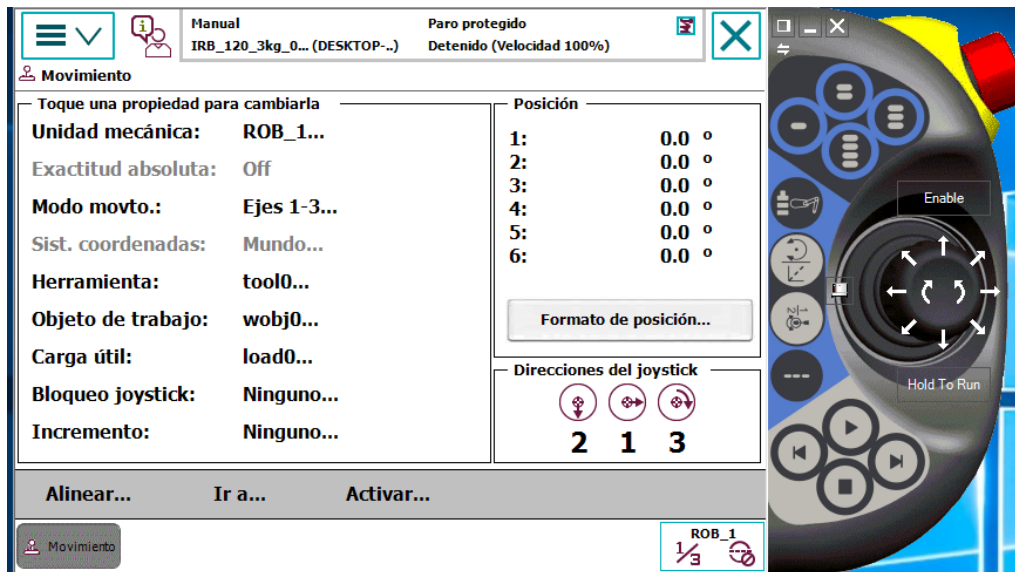 Manual
IRB_120_3kg_0... (DESKTOP-..)
Paro protegido
Detenido (Velocidad 100%)
Movimiento
Toque una propiedad para cambiarla
Unidad mecánica: ROB_1...
Exactitud absoluta: Off
Modo movto.: Ejes 1-3...
Sist. coordenadas: Mundo...
Herramienta: tool0...
Objeto de trabajo: wobj0...
Carga útil: load0...
Bloqueo joystick: Ninguno...
Incremento: Ninguno...
Posición
1: 0.0 º
2: 0.0 º
3: 0.0 º
4: 0.0 º
5: 0.0 º
6: 0.0 º
Formato de posición...
Direcciones del joystick
2 1 3
Alinear... Ir a... Activar...
Movimiento
ROB_1
1/3
Enable
Hold To Run